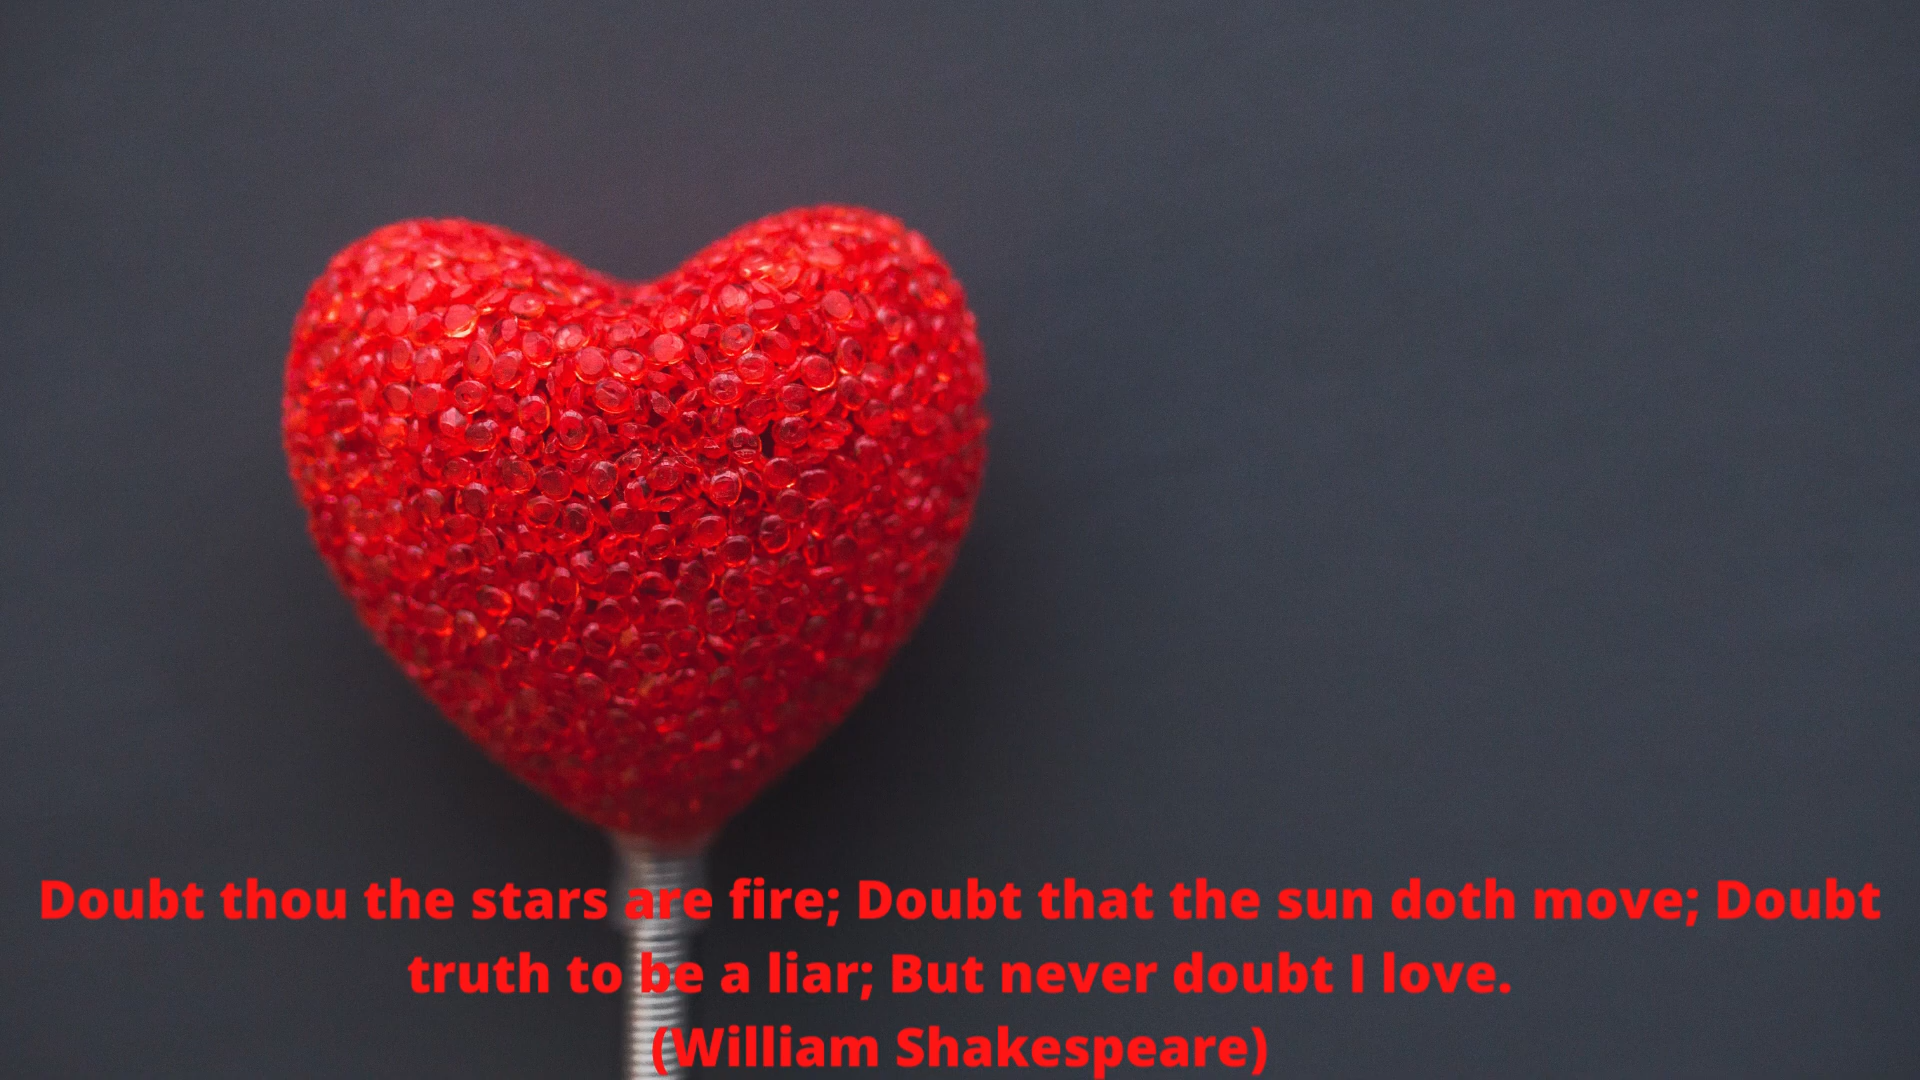 Doubt thou the stars are fire; Doubt that the sun doth move; Doubt
truth to be a liar; But never doubt I love.
(William Shakespeare)